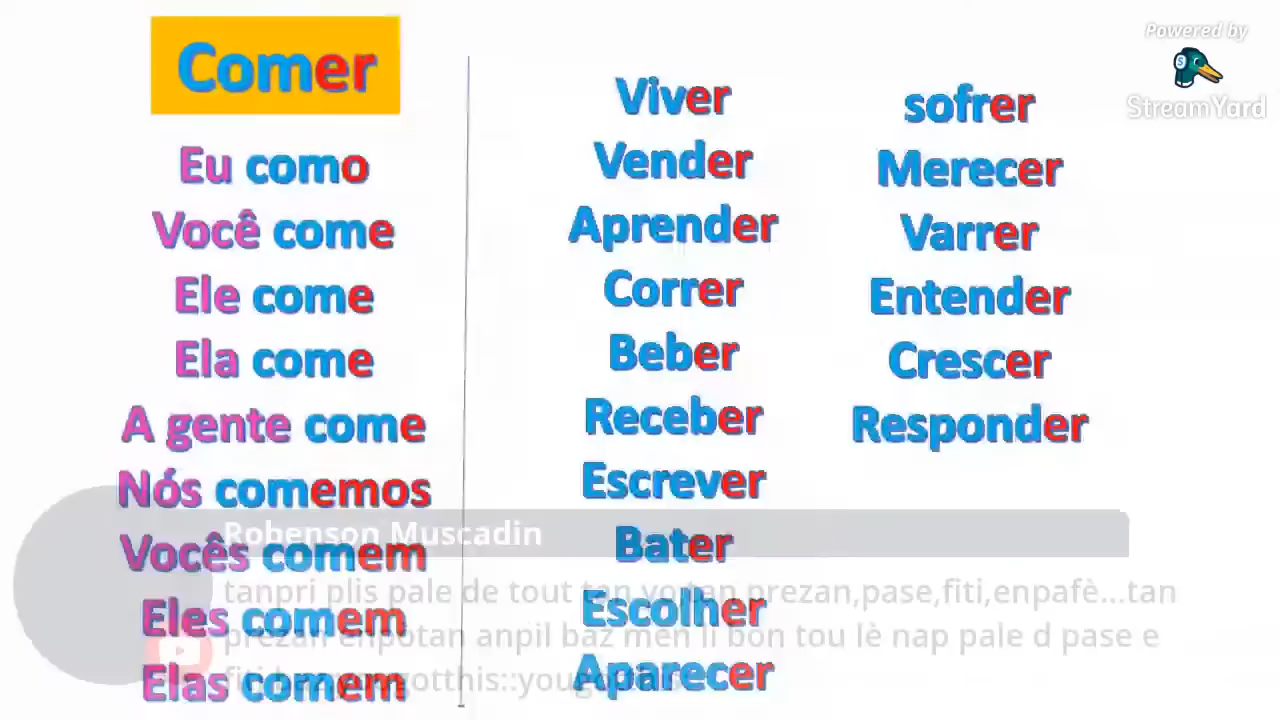 Comer
Eu como
Você come
Ele come
Ela come
A gente come
Nós comemos
Vocês comem
Eles comem
Elas comem
Viver
Vender
Aprender
Correr
Beber
Receber
Escrever
Bater
Escolher
Aparecer
sofrer
Merecer
Varrer
Entender
Crescer
Responder
Powered by
StreamYard
Robenson Muscadin
tanpri plis pale de tout tan yo tan prezan,pase,fiti,enpafè...tan
prezan enpòtan anpil baz men li bon tou lè nap pale d pase e